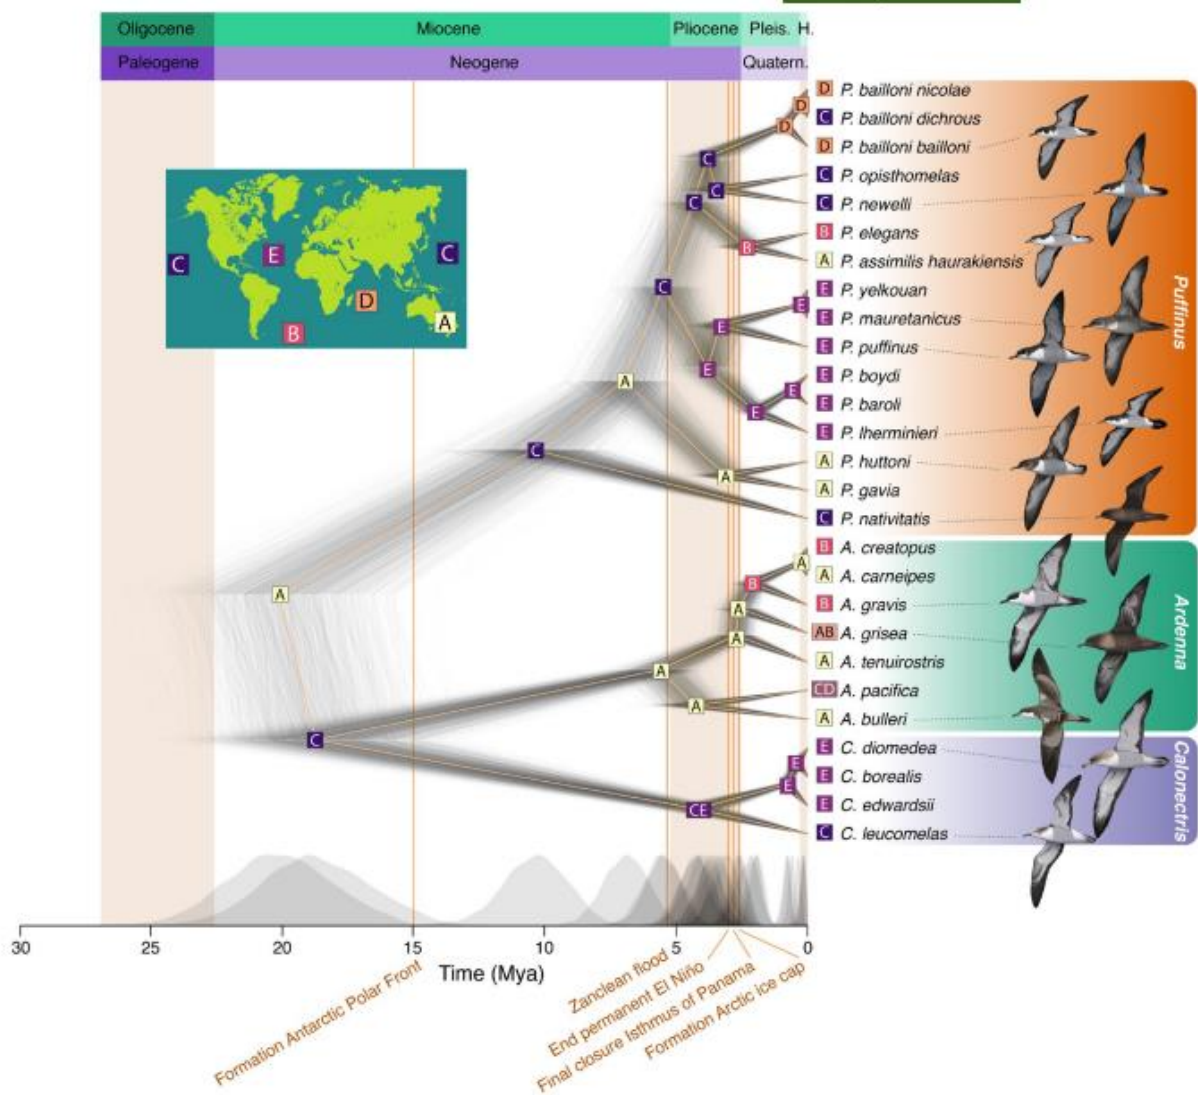 Oligocene Miocene Pliocene Pleis. H.
Paleogene Neogene Quatern.
D P. bailloni nicolae
D
C P. bailloni dichrous
D
D P. bailloni bailloni
C
C P. opisthomelas
C
C
C P. newelli
B P. elegans
B
A P. assimilis haurakiensis
C
E P. yelkouan
E
E P. mauretanicus
E
E P. puffinus
E
E P. boydi
E
E P. baroli
E
E P. lherminieri
A
A P. huttoni
C
A
A P. gavia
C P. nativitatis
Puffinus
C
E
C
D
B
A
B A. creatopus
A
A A. carneipes
B
A
B A. gravis
A
AB A. grisea
A
A
A A. tenuirostris
CD A. pacifica
A
A A. bulleri
Ardenna
C
E C. diomedea
E
E C. borealis
E
CE
E C. edwardsii
C C. leucomelas
Calonectris
30 25 20 15 10 5 0
Time (Mya)
Formation Antarctic Polar Front
Zanclean flood
End permanent El Niño
Final closure Isthmus of Panama
Formation Arctic ice cap